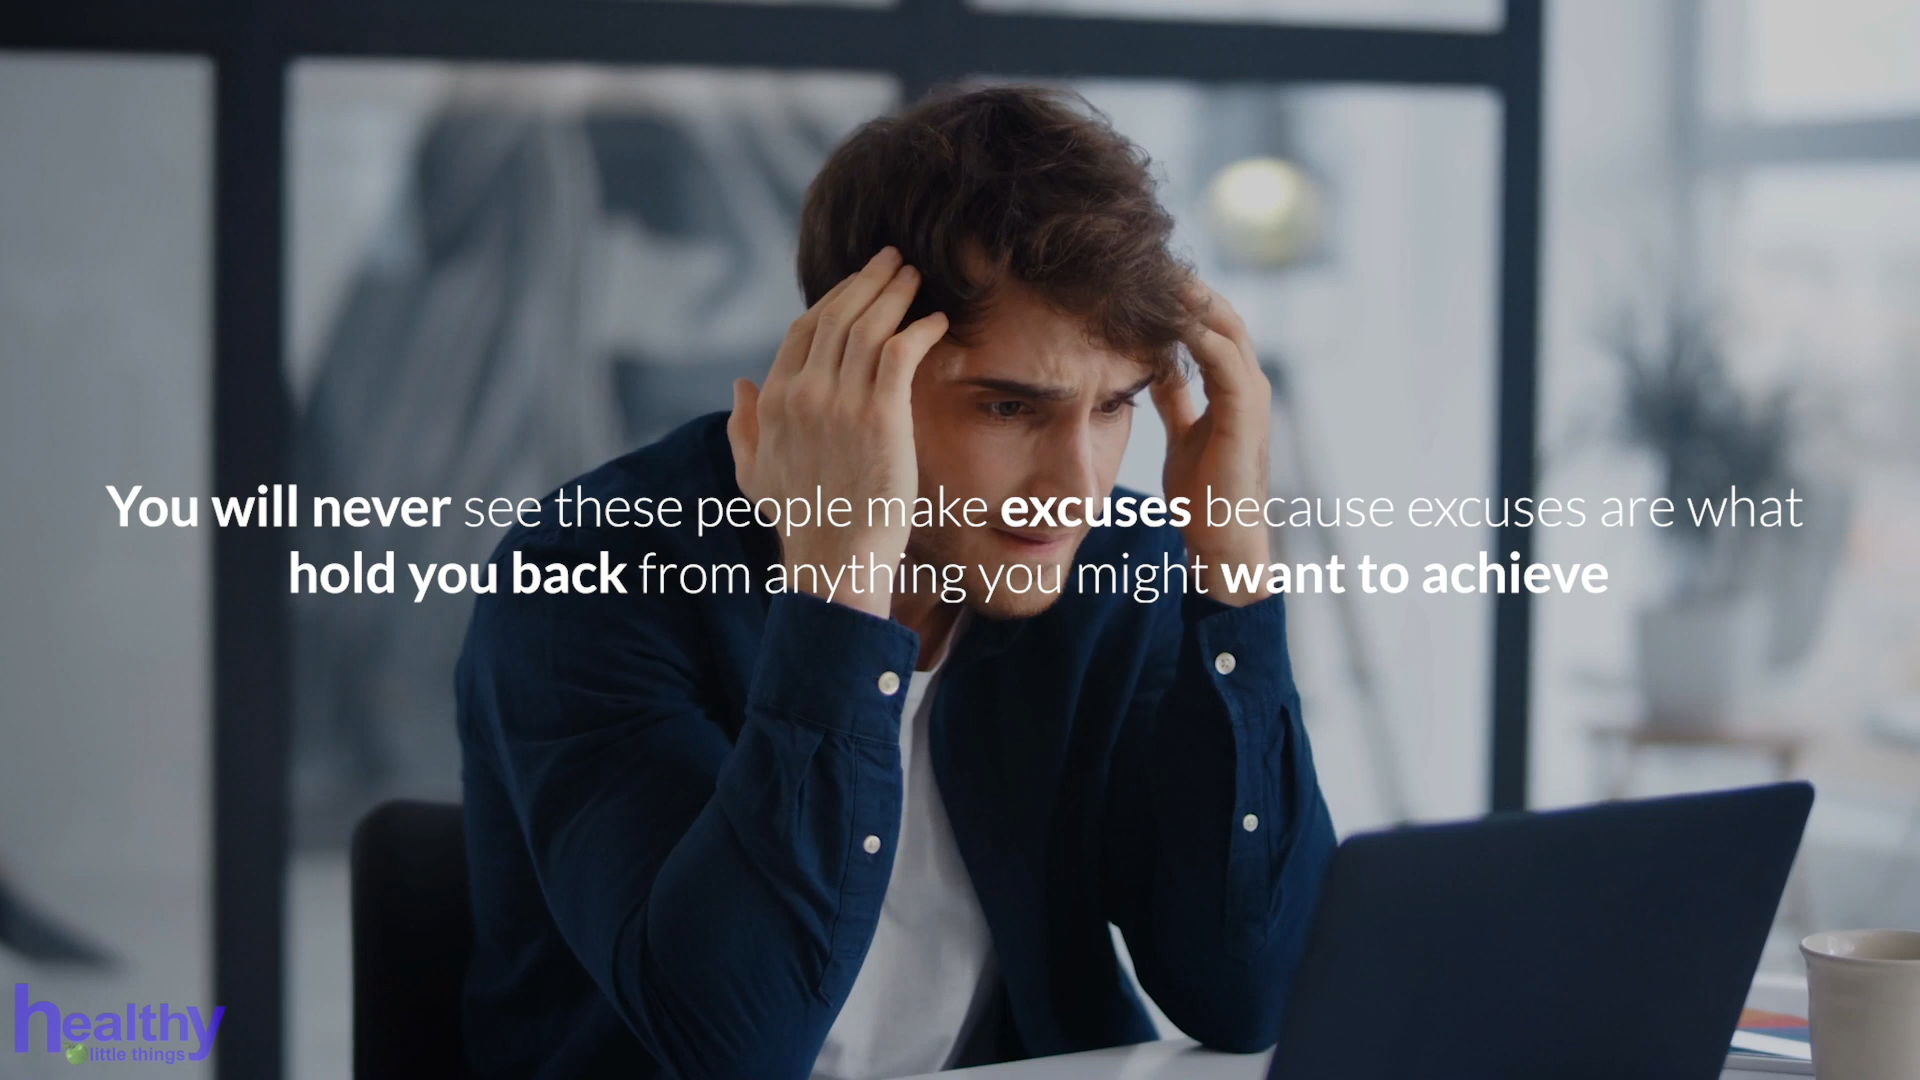 You will never see these people make excuses because excuses are what
hold you back from anything you might want to achieve
healthy
little things